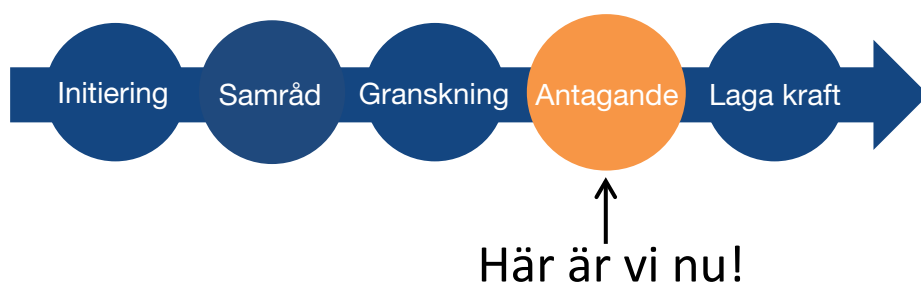 Initiering
Samråd
Granskning
Antagande
Laga kraft
Här är vi nu!